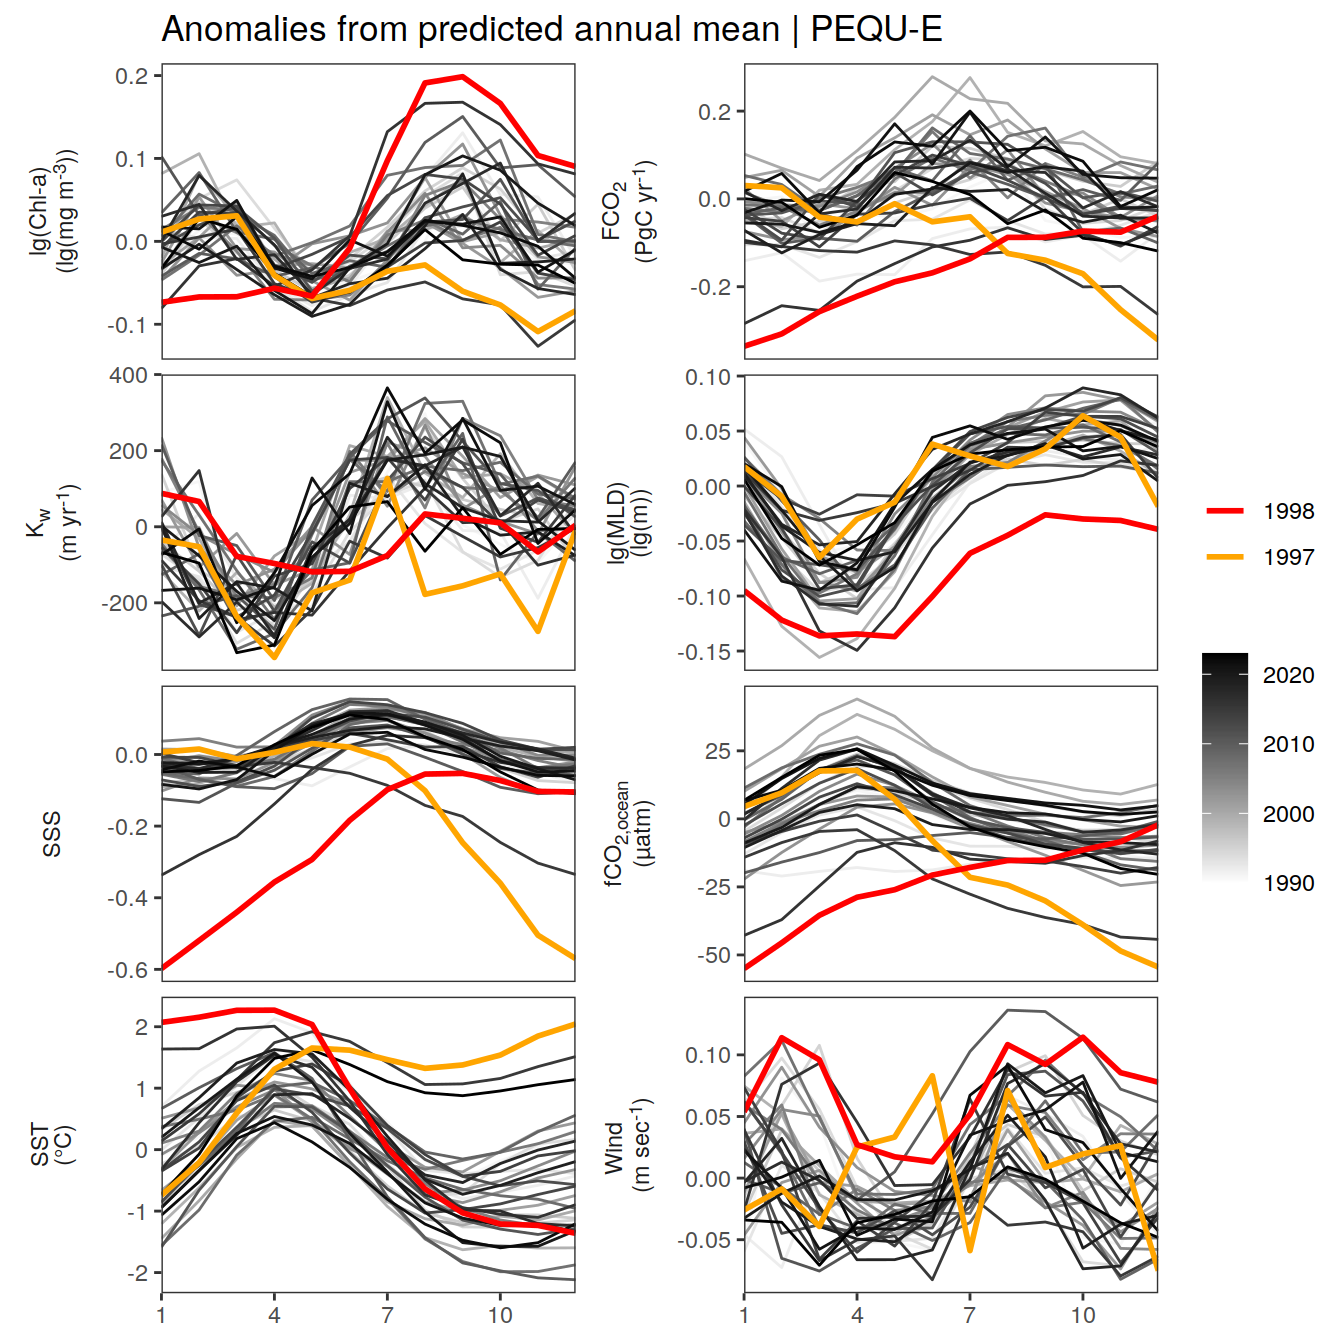 Anomalies from predicted annual mean | PEQU-E
lg(Chl-a)
(lg(mg m⁻³))
0.2
0.1
0.0
-0.1
FCO₂
(PgC yr⁻¹)
0.2
0.0
-0.2
K_w
(m yr⁻¹)
400
200
0
-200
lg(MLD)
(lg(m))
0.10
0.05
0.00
-0.05
-0.10
-0.15
SSS
0.0
-0.2
-0.4
-0.6
fCO₂,ocean
(µatm)
25
0
-25
-50
SST
(°C)
2
1
0
-1
-2
1 4 7 10
Wind
(m sec⁻¹)
0.10
0.05
0.00
-0.05
1 4 7 10
1998
1997
2020
2010
2000
1990